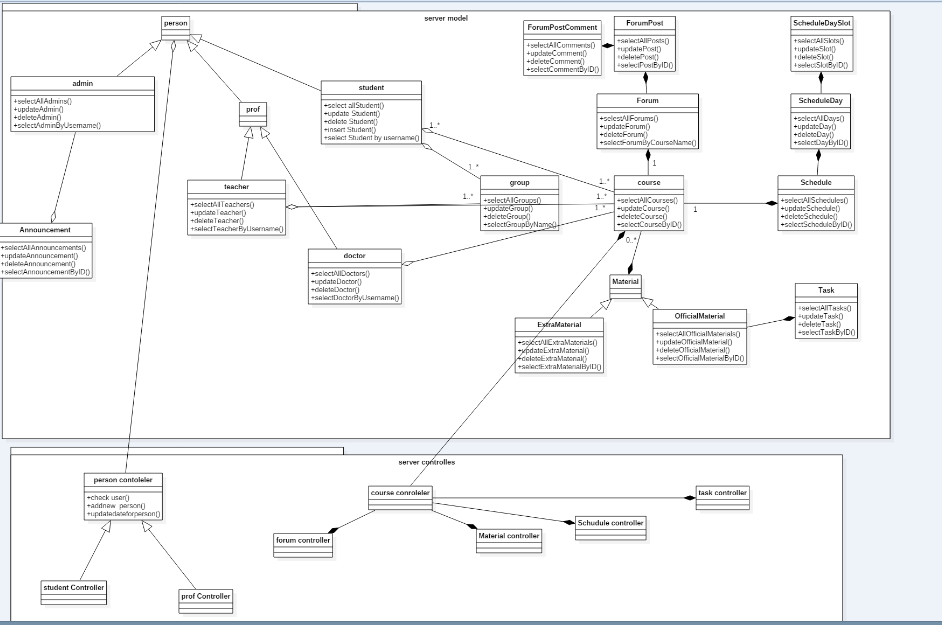 server model
person
ForumPostComment
+selectAllComments()
+updateComment()
+deleteComment()
+selectCommentByID()
ForumPost
+selectAllPosts()
+updatePost()
+deletePost()
+selectPostByID()
ScheduleDaySlot
+selectAllSlots()
+updateSlot()
+deleteSlot()
+selectSlotByID()
admin
+selectAllAdmins()
+updateAdmin()
+deleteAdmin()
+selectAdminByUsername()
student
+select allStudent()
+update Student()
+delete Student()
+insert Student()
+select Student by username()
prof
Forum
+selestAllForums()
+updateForum()
+deleteForum()
+selectForumByCourseName()
ScheduleDay
+selectAllDays()
+updateDay()
+deleteDay()
+selectDayByID()
1..*
1..*
1
1..*
teacher
+selectAllTeachers()
+updateTeacher()
+deleteTeacher()
+selectTeacherByUsername()
group
+selectAllGroups()
+updateGroup()
+deleteGroup()
+selectGroupByName()
1..*
1..*
1..*
course
+selectAllCourses()
+updateCourse()
+deleteCourse()
+selectCourseByID()
1
0..*
Schedule
+selectAllSchedules()
+updateSchedule()
+deleteSchedule()
+selectScheduleByID()
Announcement
+selectAllAnnouncements()
+updateAnnouncement()
+deleteAnnouncement()
+selectAnnouncementByID()
doctor
+selectAllDoctors()
+updateDoctor()
+deleteDoctor()
+selectDoctorByUsername()
Material
Task
+selectAllTasks()
+updateTask()
+deleteTask()
+selectTaskByID()
ExtraMaterial
+selectAllExtraMaterials()
+updateExtraMaterial()
+deleteExtraMaterial()
+selectExtraMaterialByID()
OfficialMaterial
+selectAllOfficialMaterials()
+updateOfficialMaterial()
+deleteOfficialMaterial()
+selectOfficialMaterialByID()
server controlles
person contoleler
+check user()
+addnew person()
+updatedateforperson()
course conroleler
task controller
forum controller
Material controller
Schudule controller
student Controller
prof Controller